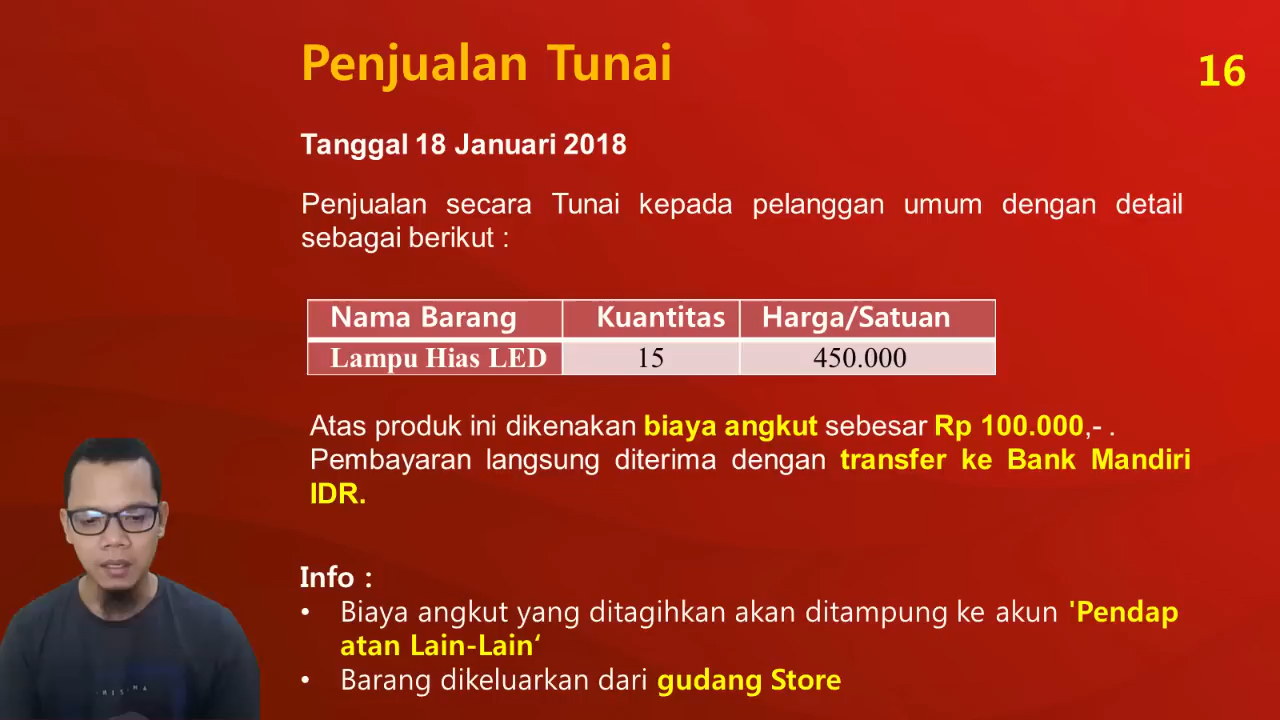 Penjualan Tunai
16
Tanggal 18 Januari 2018
Penjualan secara Tunai kepada pelanggan umum dengan detail
sebagai berikut :
Nama Barang Kuantitas Harga/Satuan
Lampu Hias LED 15 450.000
Atas produk ini dikenakan biaya angkut sebesar Rp 100.000,- .
Pembayaran langsung diterima dengan transfer ke Bank Mandiri
IDR.
Info :
• Biaya angkut yang ditagihkan akan ditampung ke akun 'Pendap
atan Lain-Lain‘
• Barang dikeluarkan dari gudang Store